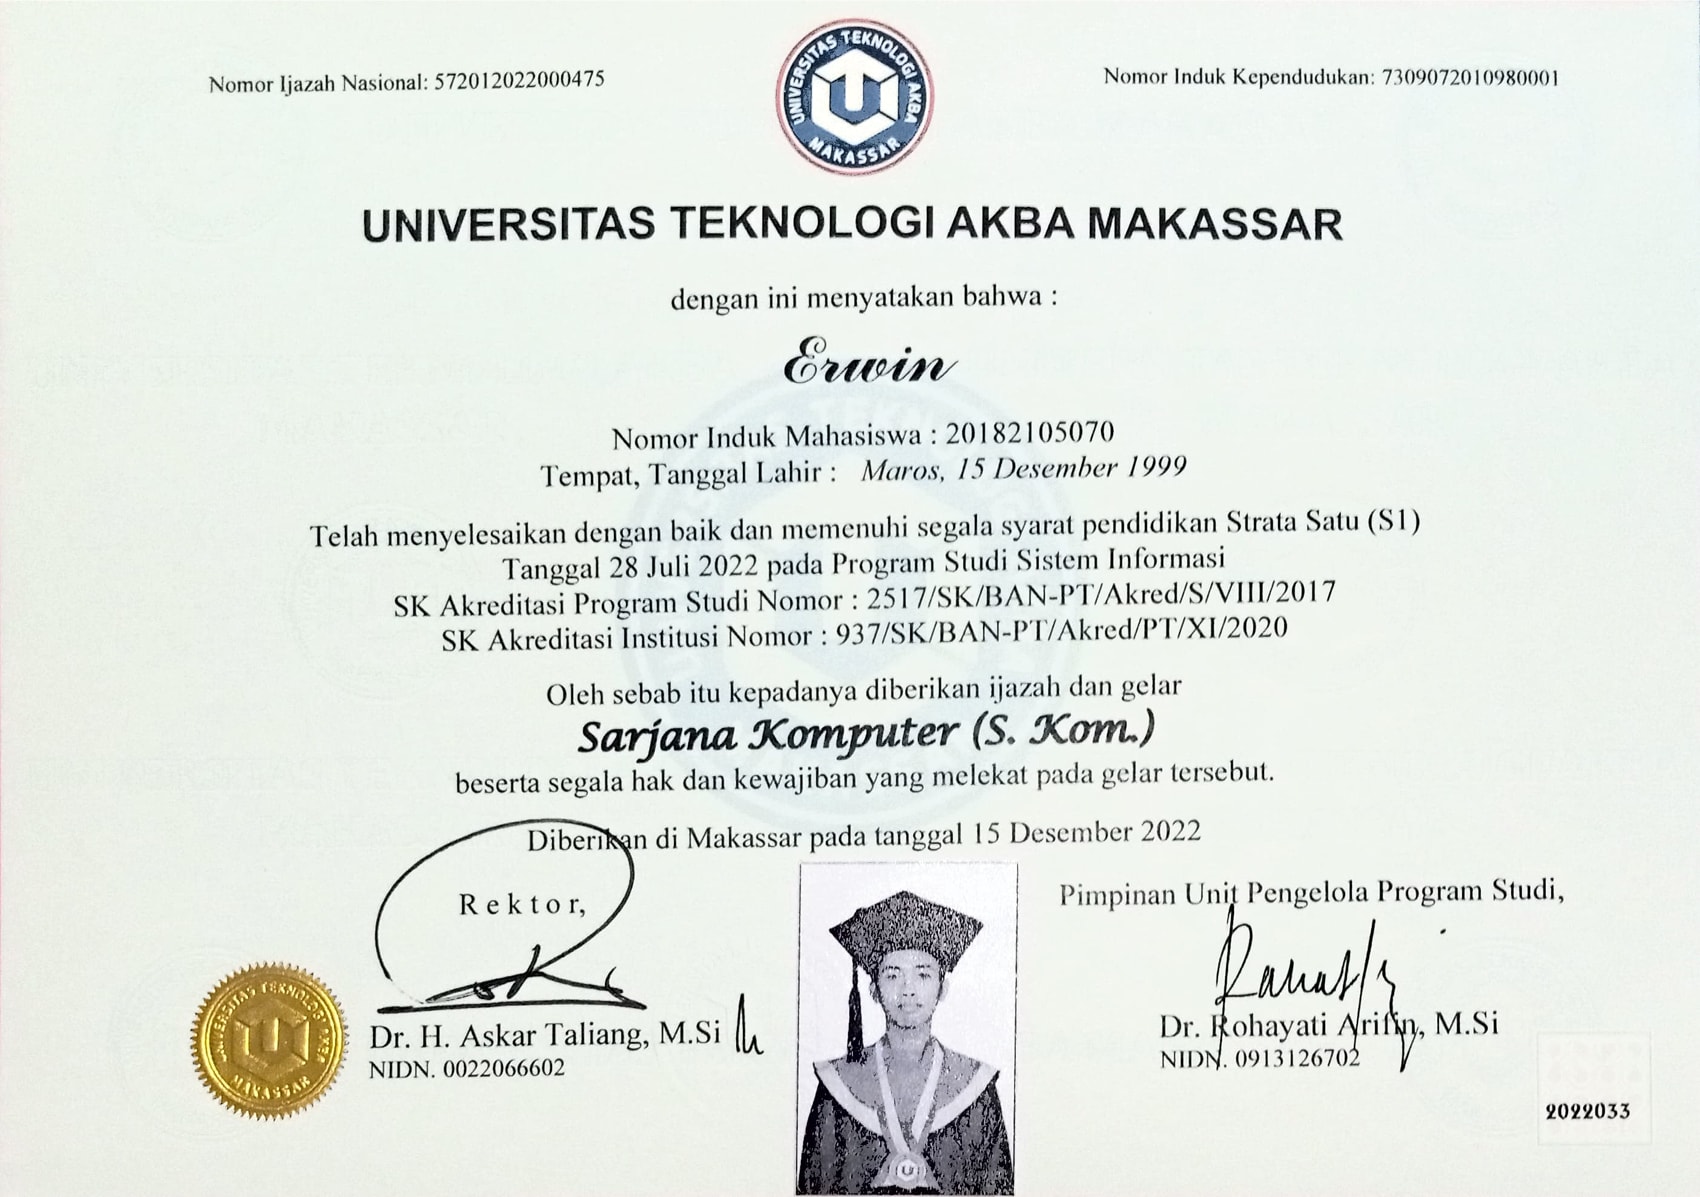 UNIVERSITAS TEKNOLOGI AKBA
MAKASSAR
Nomor Ijazah Nasional: 572012022000475
Nomor Induk Kependudukan: 7309072010980001
UNIVERSITAS TEKNOLOGI AKBA MAKASSAR
dengan ini menyatakan bahwa :
Erwin
Nomor Induk Mahasiswa : 20182105070
Tempat, Tanggal Lahir : Maros, 15 Desember 1999
Telah menyelesaikan dengan baik dan memenuhi segala syarat pendidikan Strata Satu (S1)
Tanggal 28 Juli 2022 pada Program Studi Sistem Informasi
SK Akreditasi Program Studi Nomor : 2517/SK/BAN-PT/Akred/S/VIII/2017
SK Akreditasi Institusi Nomor : 937/SK/BAN-PT/Akred/PT/XI/2020
Oleh sebab itu kepadanya diberikan ijazah dan gelar
Sarjana Komputer (S. Kom.)
beserta segala hak dan kewajiban yang melekat pada gelar tersebut.
Diberikan di Makassar pada tanggal 15 Desember 2022
Rektor,
Pimpinan Unit Pengelola Program Studi,
Dr. H. Askar Taliang, M.Si
NIDN. 0022066602
Dr. Rohayati Arifin, M.Si
NIDN. 0913126702
UNIVERSITAS TEKNOLOGI AKBA
MAKASSAR
2022033